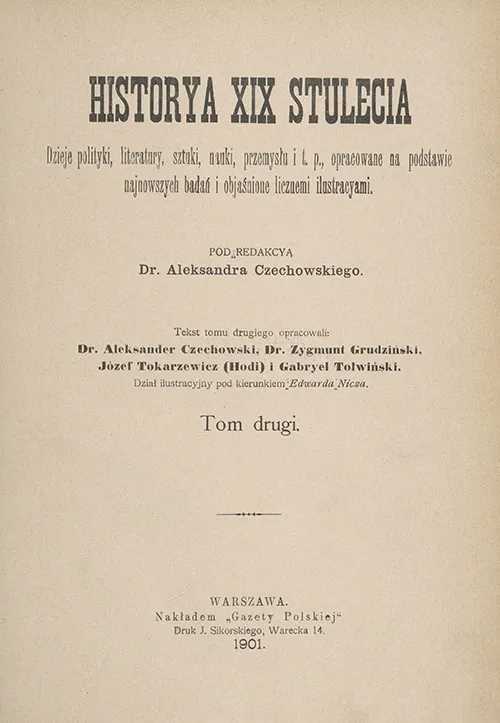 HISTORYA XIX STULECIA
Dzieje polityki, literatury, sztuki, nauki, przemysłu i t. p., opracowane na podstawie
najnowszych badań i objaśnione licznemi ilustracyami.
POD REDAKCYĄ
Dr. Aleksandra Czechowskiego.
Tekst tomu drugiego opracowali:
Dr. Aleksander Czechowski, Dr. Zygmunt Grudziński,
Józef Tokarzewicz (Hodi) i Gabryel Tołwiński.
Dział ilustracyjny pod kierunkiem Edwarda Nicza.
Tom drugi.
WARSZAWA.
Nakładem „Gazety Polskiej“
Druk J. Sikorskiego, Warecka 14.
1901.